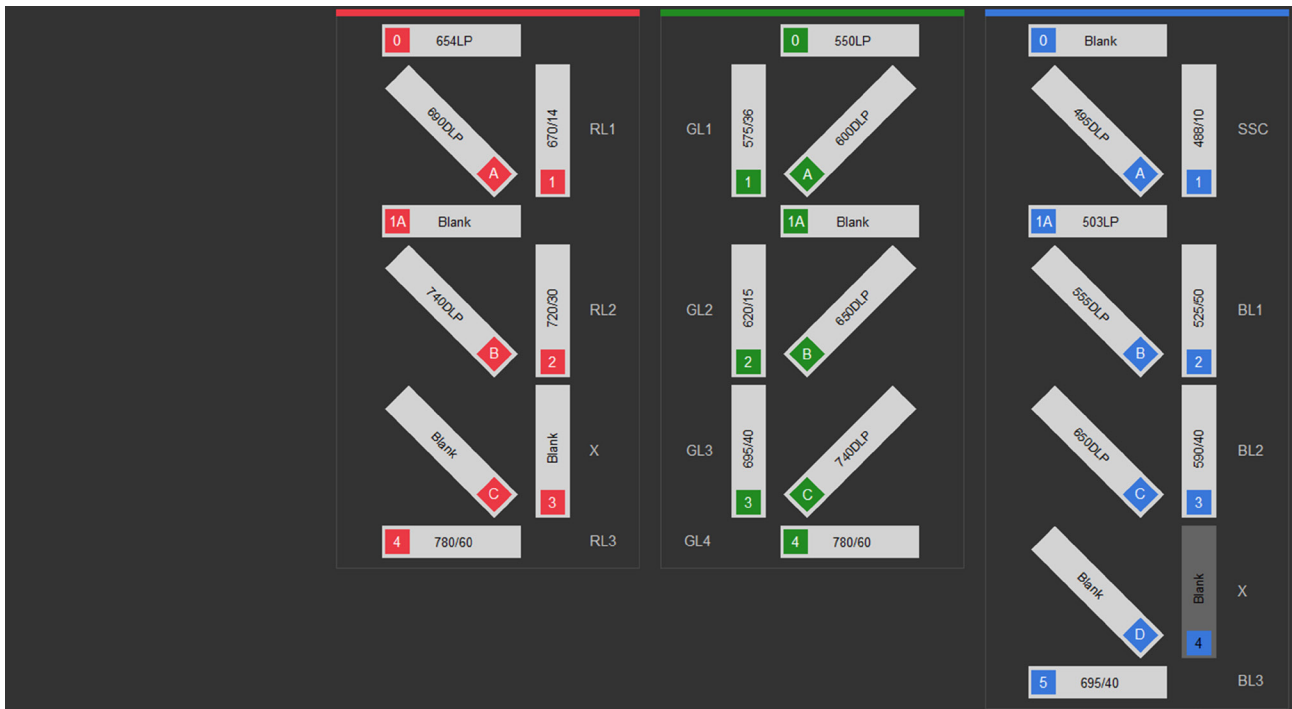 0 654LP
690DLP A
670/14 1
RL1
1A Blank
740DLP B
720/30 2
RL2
Blank C
Blank 3
X
4 780/60
RL3
0 550LP
GL1
575/36 1
600DLP A
1A Blank
GL2
620/15 2
650DLP B
GL3
695/40 3
740DLP C
GL4
4 780/60
0 Blank
495DLP A
488/10 1
SSC
1A 503LP
555DLP B
525/50 2
BL1
650DLP C
590/40 3
BL2
Blank D
Blank 4
X
5 695/40
BL3